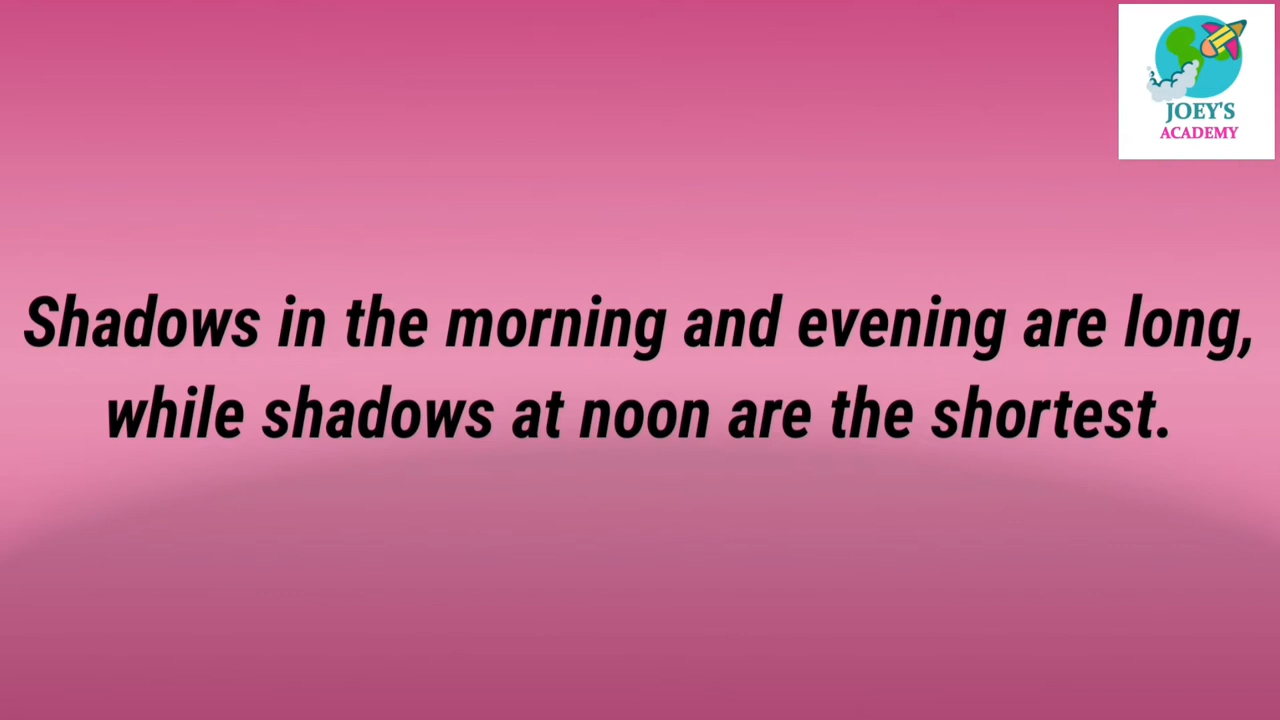 JOEY'S
ACADEMY
Shadows in the morning and evening are long,
while shadows at noon are the shortest.